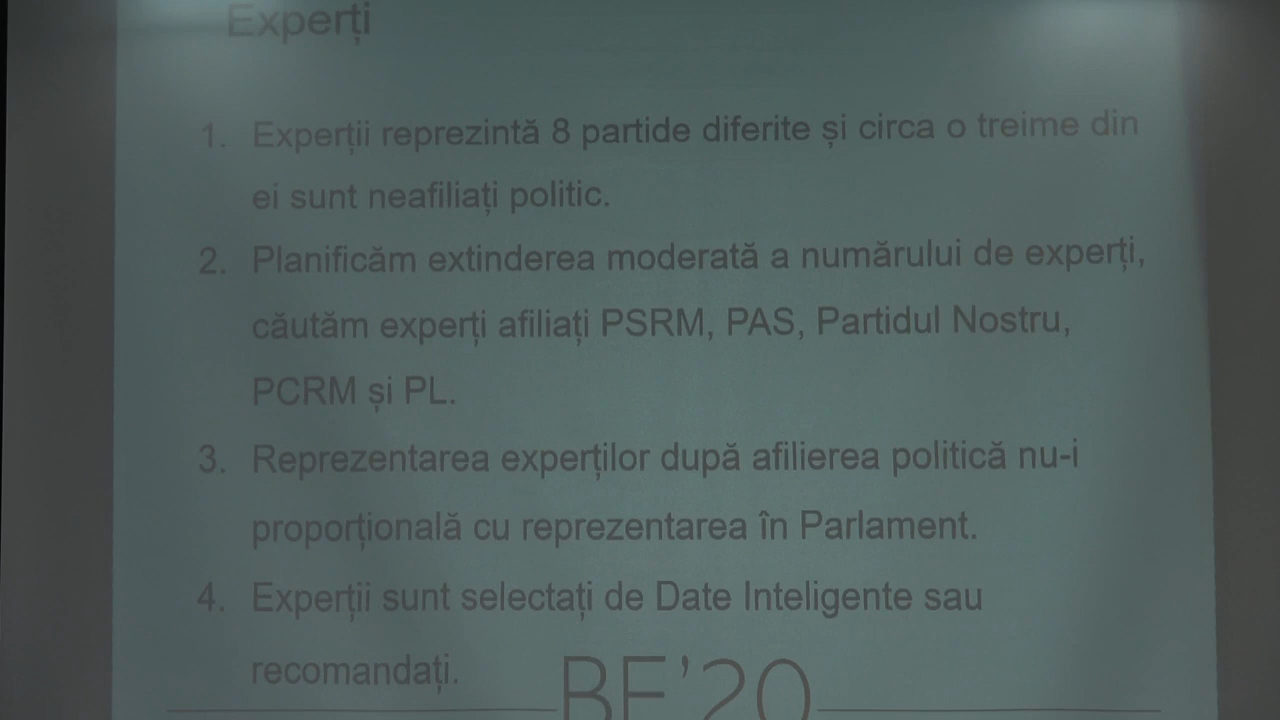 Experți
1. Experții reprezintă 8 partide diferite și circa o treime din
ei sunt neafiliați politic.
2. Planificăm extinderea moderată a numărului de experți,
căutăm experți afiliați PSRM, PAS, Partidul Nostru,
PCRM și PL.
3. Reprezentarea experților după afilierea politică nu-i
proporțională cu reprezentarea în Parlament.
4. Experții sunt selectați de Date Inteligente sau
recomandați.
BE'20